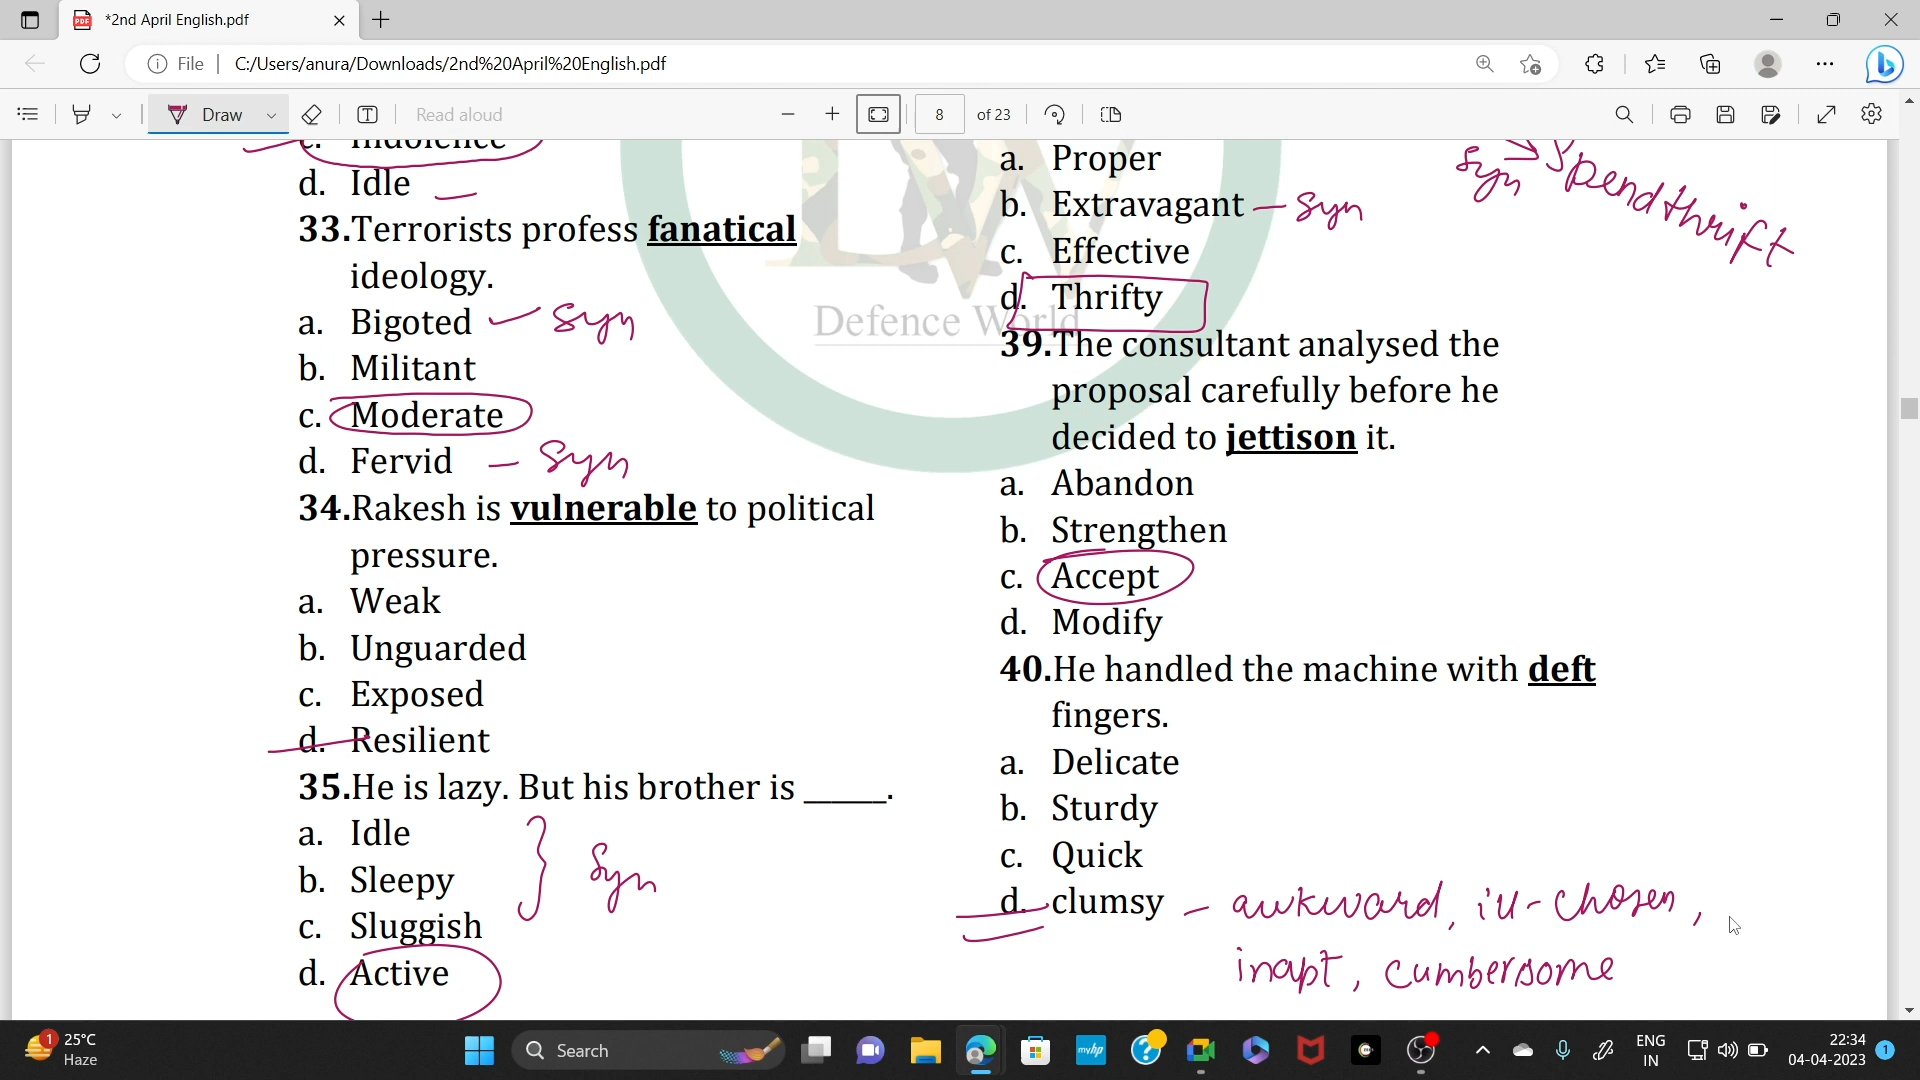 *2nd April English.pdf
File
C:/Users/anura/Downloads/2nd%20April%20English.pdf
Draw
Read aloud
8
of 23
c. Indolence
d. Idle
33.Terrorists profess fanatical
ideology.
a. Bigoted syn
b. Militant
c. Moderate
d. Fervid - syn
34.Rakesh is vulnerable to political
pressure.
a. Weak
b. Unguarded
c. Exposed
d. Resilient
35.He is lazy. But his brother is _____.
a. Idle
b. Sleepy
c. Sluggish
syn
d. Active
Defence World
a. Proper
syn Spendthrift
b. Extravagant - syn
c. Effective
d. Thrifty
39.The consultant analysed the
proposal carefully before he
decided to jettison it.
a. Abandon
b. Strengthen
c. Accept
d. Modify
40.He handled the machine with deft
fingers.
a. Delicate
b. Sturdy
c. Quick
d. clumsy - awkward, ill-chosen,
inapt, cumbersome
1
25°C
Haze
Search
myhp
ENG
IN
22:34
04-04-2023
1